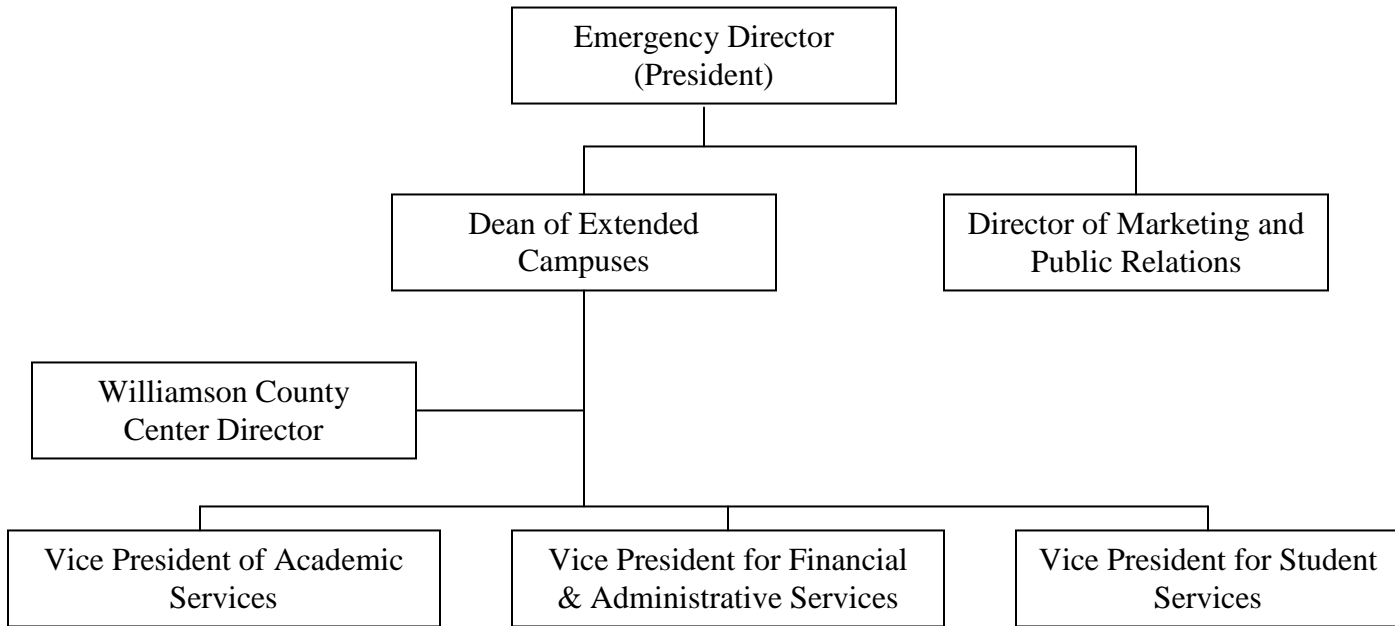 Emergency Director
(President)
Dean of Extended
Campuses
Director of Marketing and
Public Relations
Williamson County
Center Director
Vice President of Academic
Services
Vice President for Financial
& Administrative Services
Vice President for Student
Services